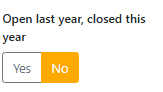 Open last year, closed this
year
Yes No